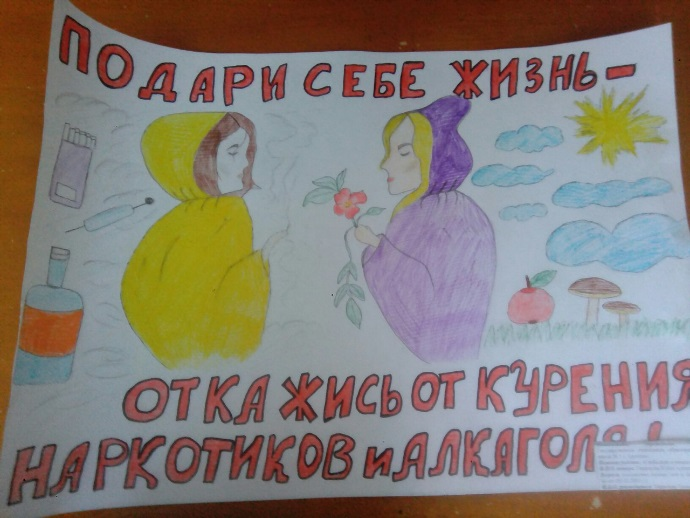 ПОДАРИ СЕБЕ ЖИЗНЬ-
ОТКАЖИСЬ ОТ КУРЕНИЯ
НАРКОТИКОВ И АЛКАГОЛЯ!